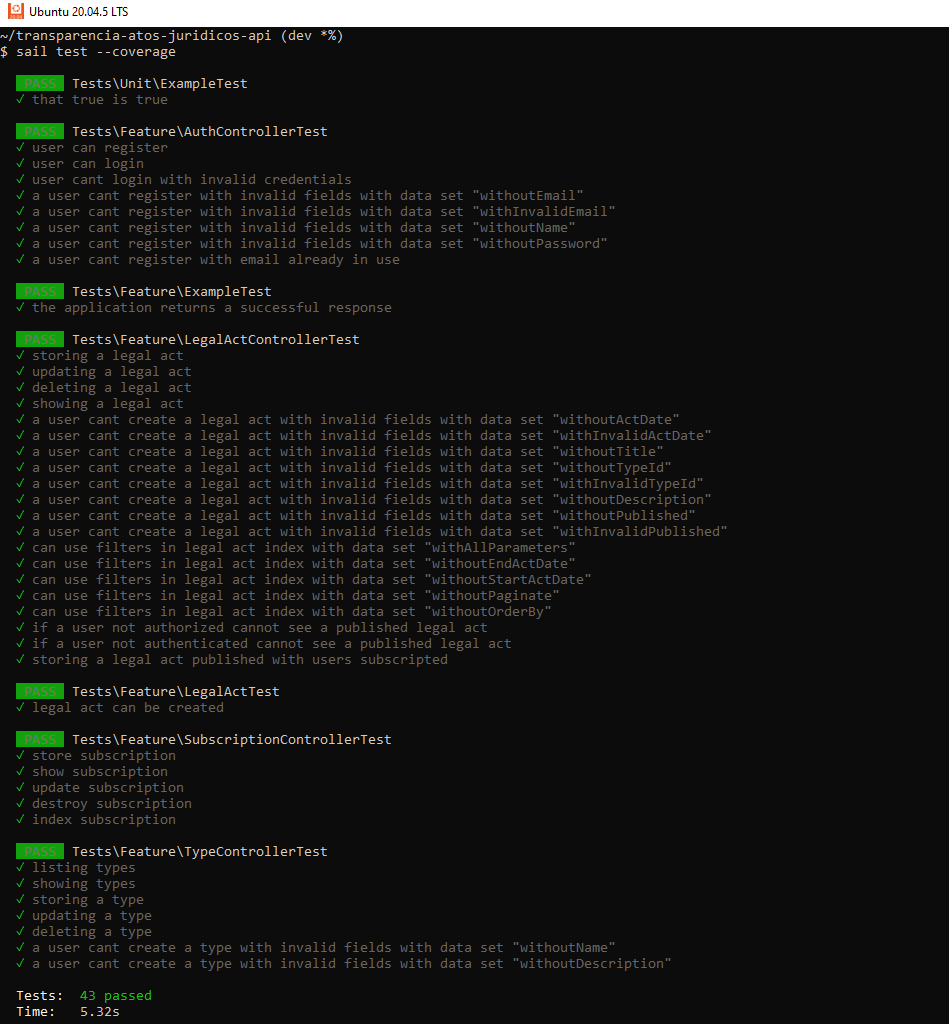 Ubuntu 20.04.5 LTS
~/transparencia-atos-juridicos-api (dev *%)
$ sail test --coverage
PASS Tests\Unit\ExampleTest
✓ that true is true
PASS Tests\Feature\AuthControllerTest
✓ user can register
✓ user can login
✓ user cant login with invalid credentials
✓ a user cant register with invalid fields with data set "withoutEmail"
✓ a user cant register with invalid fields with data set "withInvalidEmail"
✓ a user cant register with invalid fields with data set "withoutName"
✓ a user cant register with invalid fields with data set "withoutPassword"
✓ a user cant register with email already in use
PASS Tests\Feature\ExampleTest
✓ the application returns a successful response
PASS Tests\Feature\LegalActControllerTest
✓ storing a legal act
✓ updating a legal act
✓ deleting a legal act
✓ showing a legal act
✓ a user cant create a legal act with invalid fields with data set "withoutActDate"
✓ a user cant create a legal act with invalid fields with data set "withInvalidActDate"
✓ a user cant create a legal act with invalid fields with data set "withoutTitle"
✓ a user cant create a legal act with invalid fields with data set "withoutTypeId"
✓ a user cant create a legal act with invalid fields with data set "withInvalidTypeId"
✓ a user cant create a legal act with invalid fields with data set "withoutDescription"
✓ a user cant create a legal act with invalid fields with data set "withoutPublished"
✓ a user cant create a legal act with invalid fields with data set "withInvalidPublished"
✓ can use filters in legal act index with data set "withAllParameters"
✓ can use filters in legal act index with data set "withoutEndActDate"
✓ can use filters in legal act index with data set "withoutStartActDate"
✓ can use filters in legal act index with data set "withoutPaginate"
✓ can use filters in legal act index with data set "withoutOrderBy"
✓ if a user not authorized cannot see a published legal act
✓ if a user not authenticated cannot see a published legal act
✓ storing a legal act published with users subscripted
PASS Tests\Feature\LegalActTest
✓ legal act can be created
PASS Tests\Feature\SubscriptionControllerTest
✓ store subscription
✓ show subscription
✓ update subscription
✓ destroy subscription
✓ index subscription
PASS Tests\Feature\TypeControllerTest
✓ listing types
✓ showing types
✓ storing a type
✓ updating a type
✓ deleting a type
✓ a user cant create a type with invalid fields with data set "withoutName"
✓ a user cant create a type with invalid fields with data set "withoutDescription"
Tests: 43 passed
Time: 5.32s